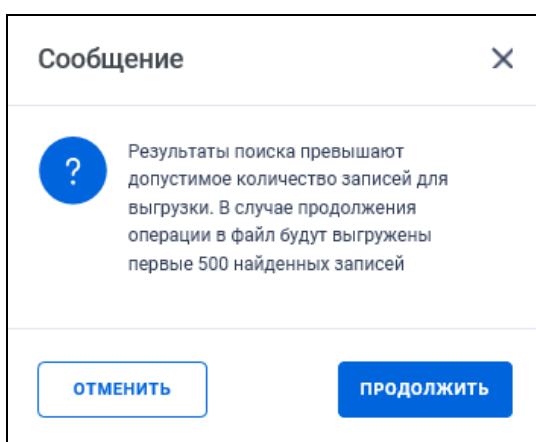 Сообщение
Результаты поиска превышают
допустимое количество записей для
выгрузки. В случае продолжения
операции в файл будут выгружены
первые 500 найденных записей
ОТМЕНИТЬ ПРОДОЛЖИТЬ